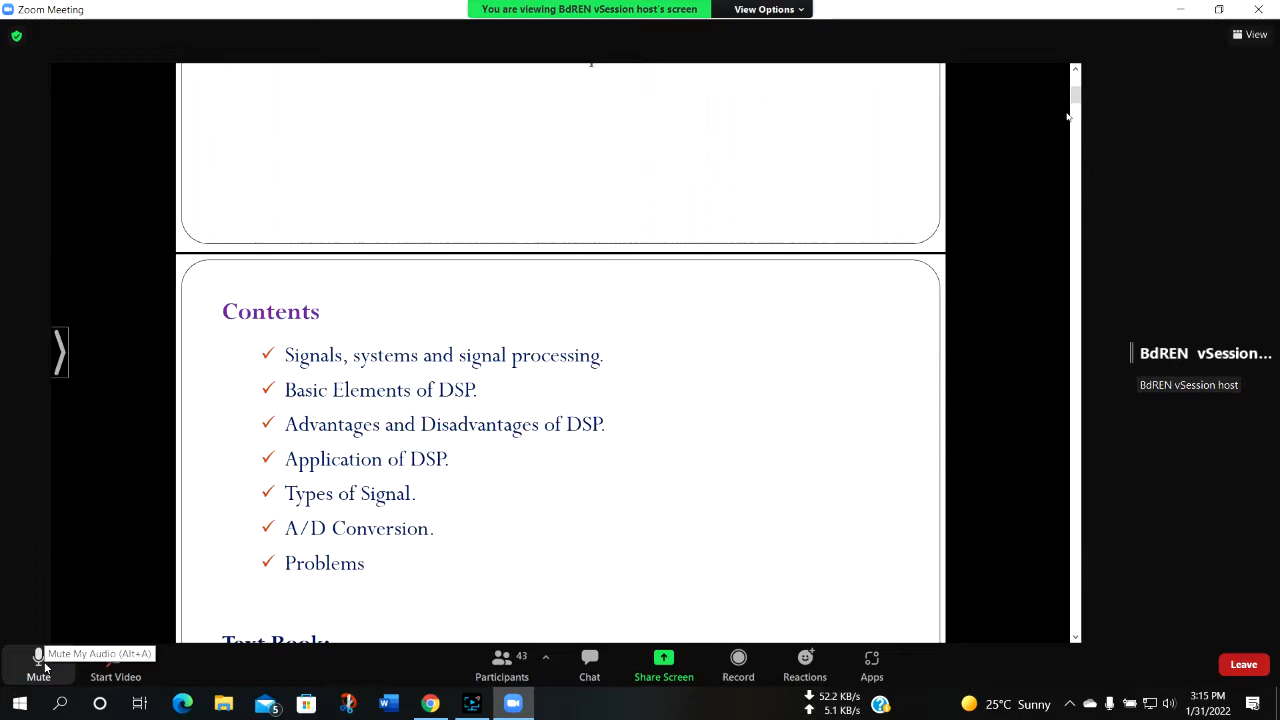 Zoom Meeting
You are viewing BdREN vSession host's screen
View Options
View
Contents
✓ Signals, systems and signal processing.
✓ Basic Elements of DSP.
✓ Advantages and Disadvantages of DSP.
✓ Application of DSP.
✓ Types of Signal.
✓ A/D Conversion.
✓ Problems
Text Book:
BdREN vSession...
BdREN vSession host
Mute My Audio (Alt+A)
Mute
Start Video
43
Participants
Chat
Share Screen
Record
Reactions
Apps
Leave
5
W
52.2 KB/s
5.1 KB/s
25°C Sunny
3:15 PM
1/31/2022